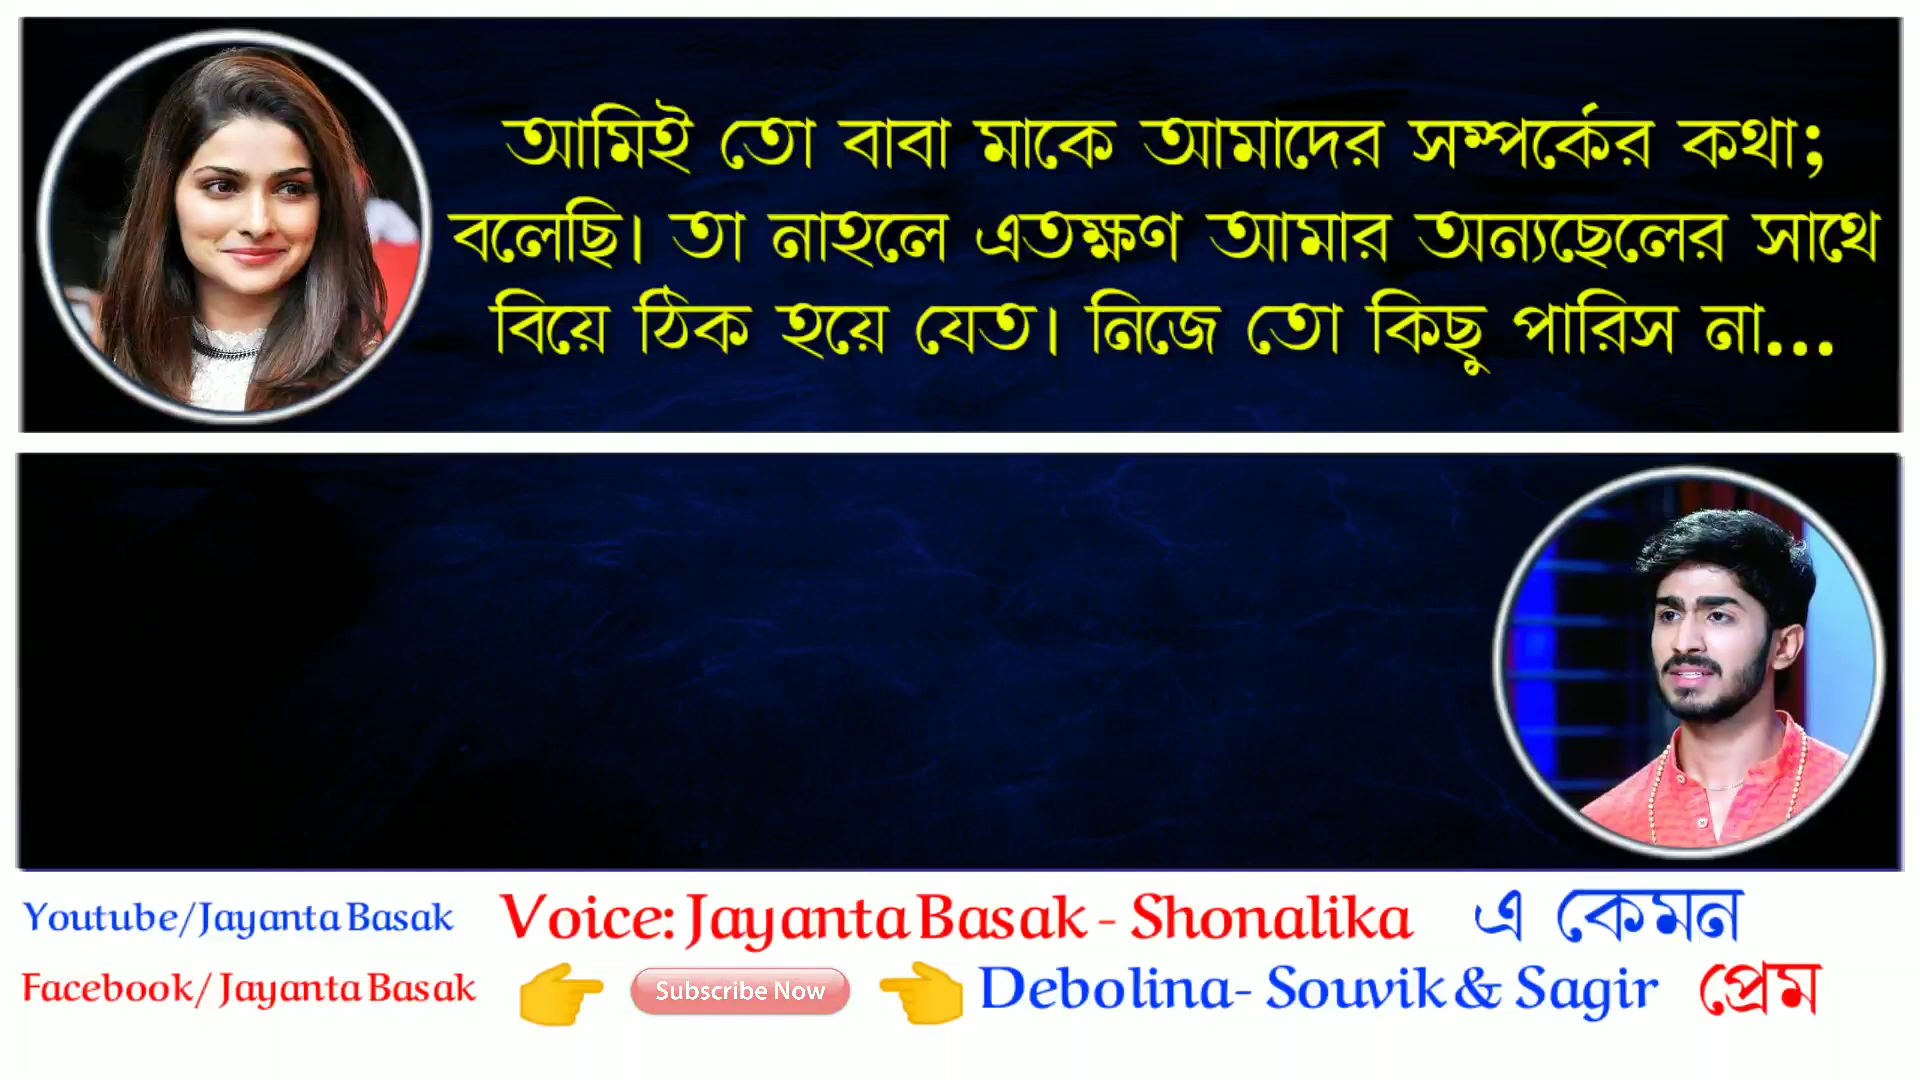 আমিই তো বাবা মাকে আমাদের সম্পর্কের কথা;
বলেছি। তা নাহলে এতক্ষণ আমার অন্যছেলের সাথে
বিয়ে ঠিক হয়ে যেত। নিজে তো কিছু পারিস না...
Youtube/Jayanta Basak
Voice: Jayanta Basak - Shonalika
এ কেমন
Facebook/ Jayanta Basak
Subscribe Now
Debolina- Souvik & Sagir
প্রেম